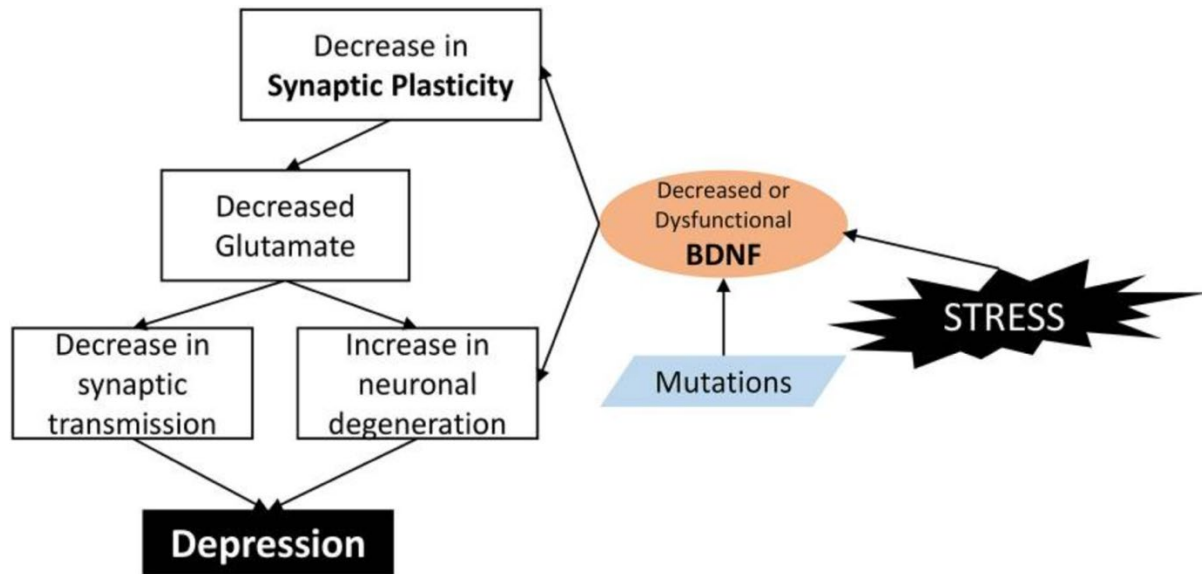 Decrease in
Synaptic Plasticity
Decreased
Glutamate
Decrease in
synaptic
transmission
Increase in
neuronal
degeneration
Depression
Decreased or
Dysfunctional
BDNF
Mutations
STRESS